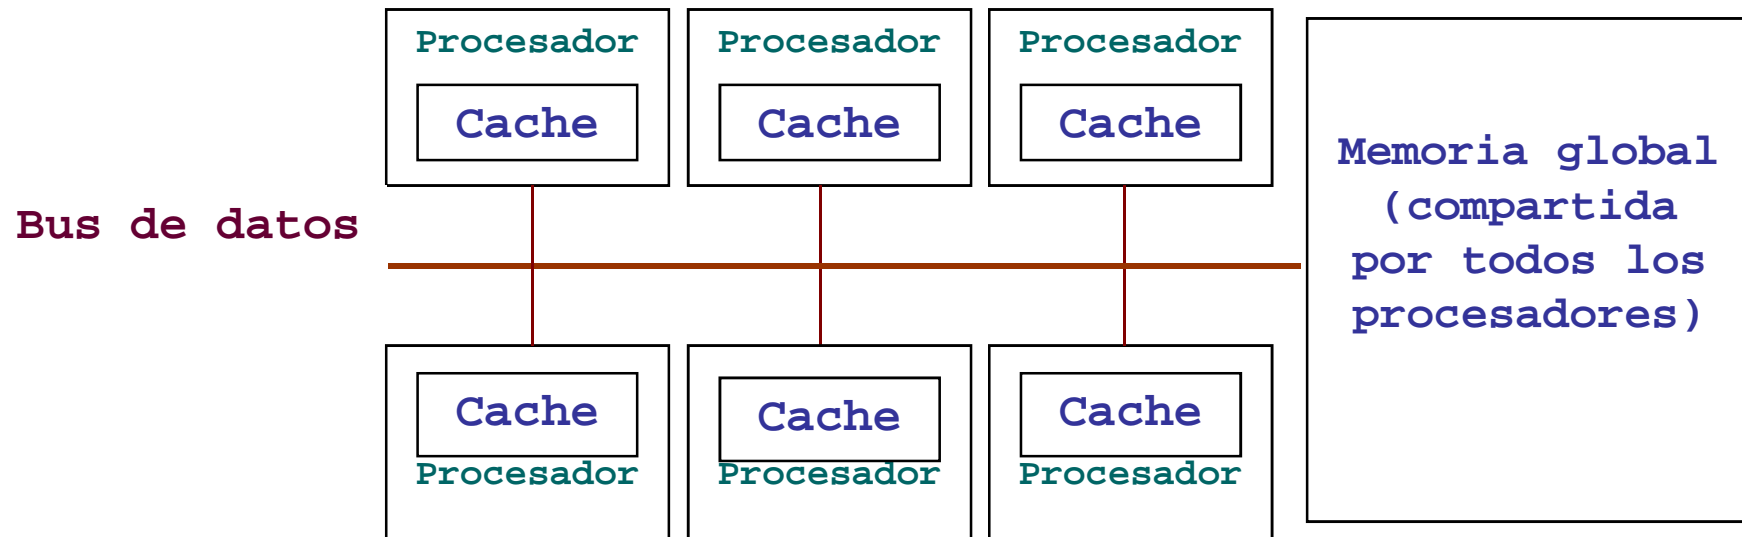 Procesador
Procesador
Procesador
Cache
Cache
Cache
Bus de datos
Memoria global
(compartida
por todos los
procesadores)
Cache
Cache
Cache
Procesador
Procesador
Procesador